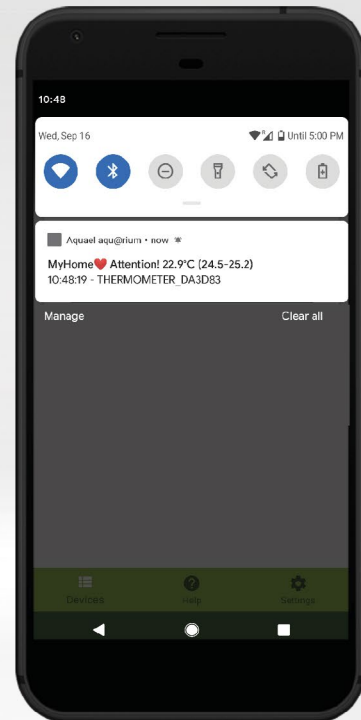 10:48
Wed, Sep 16
R
Until 5:00 PM
Aquael aqu@rium • now
MyHome❤ Attention! 22.9°C (24.5-25.2)
10:48:19 - THERMOMETER_DA3D83
Manage
Clear all
Devices
Help
Settings